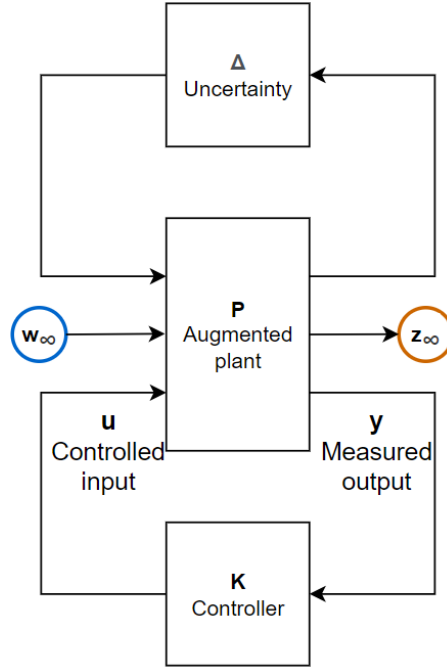 Δ
Uncertainty
P
Augmented
plant
w∞
z∞
u
Controlled
input
y
Measured
output
K
Controller